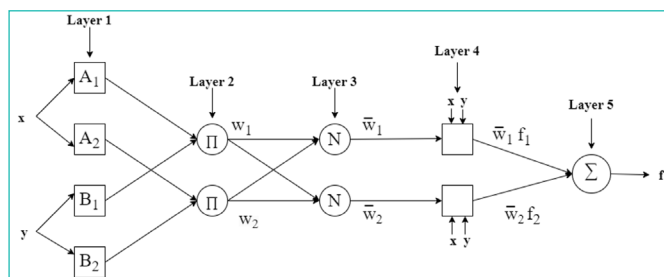 Layer 1
Layer 2
Layer 3
Layer 4
Layer 5
x
y
A₁
A₂
B₁
B₂
Π
Π
w₁
w₂
N
N
w̅₁
w̅₂
x y
x y
w̅₁ f₁
w̅₂ f₂
Σ
f